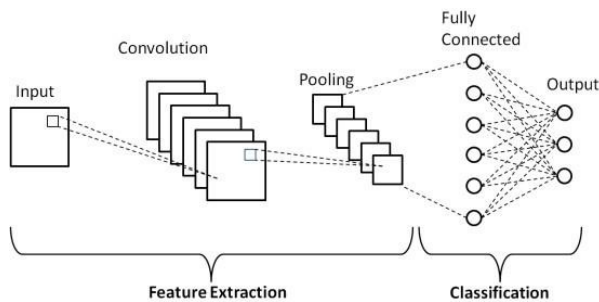 Input
Convolution
Pooling
Fully
Connected
Output
Feature Extraction
Classification